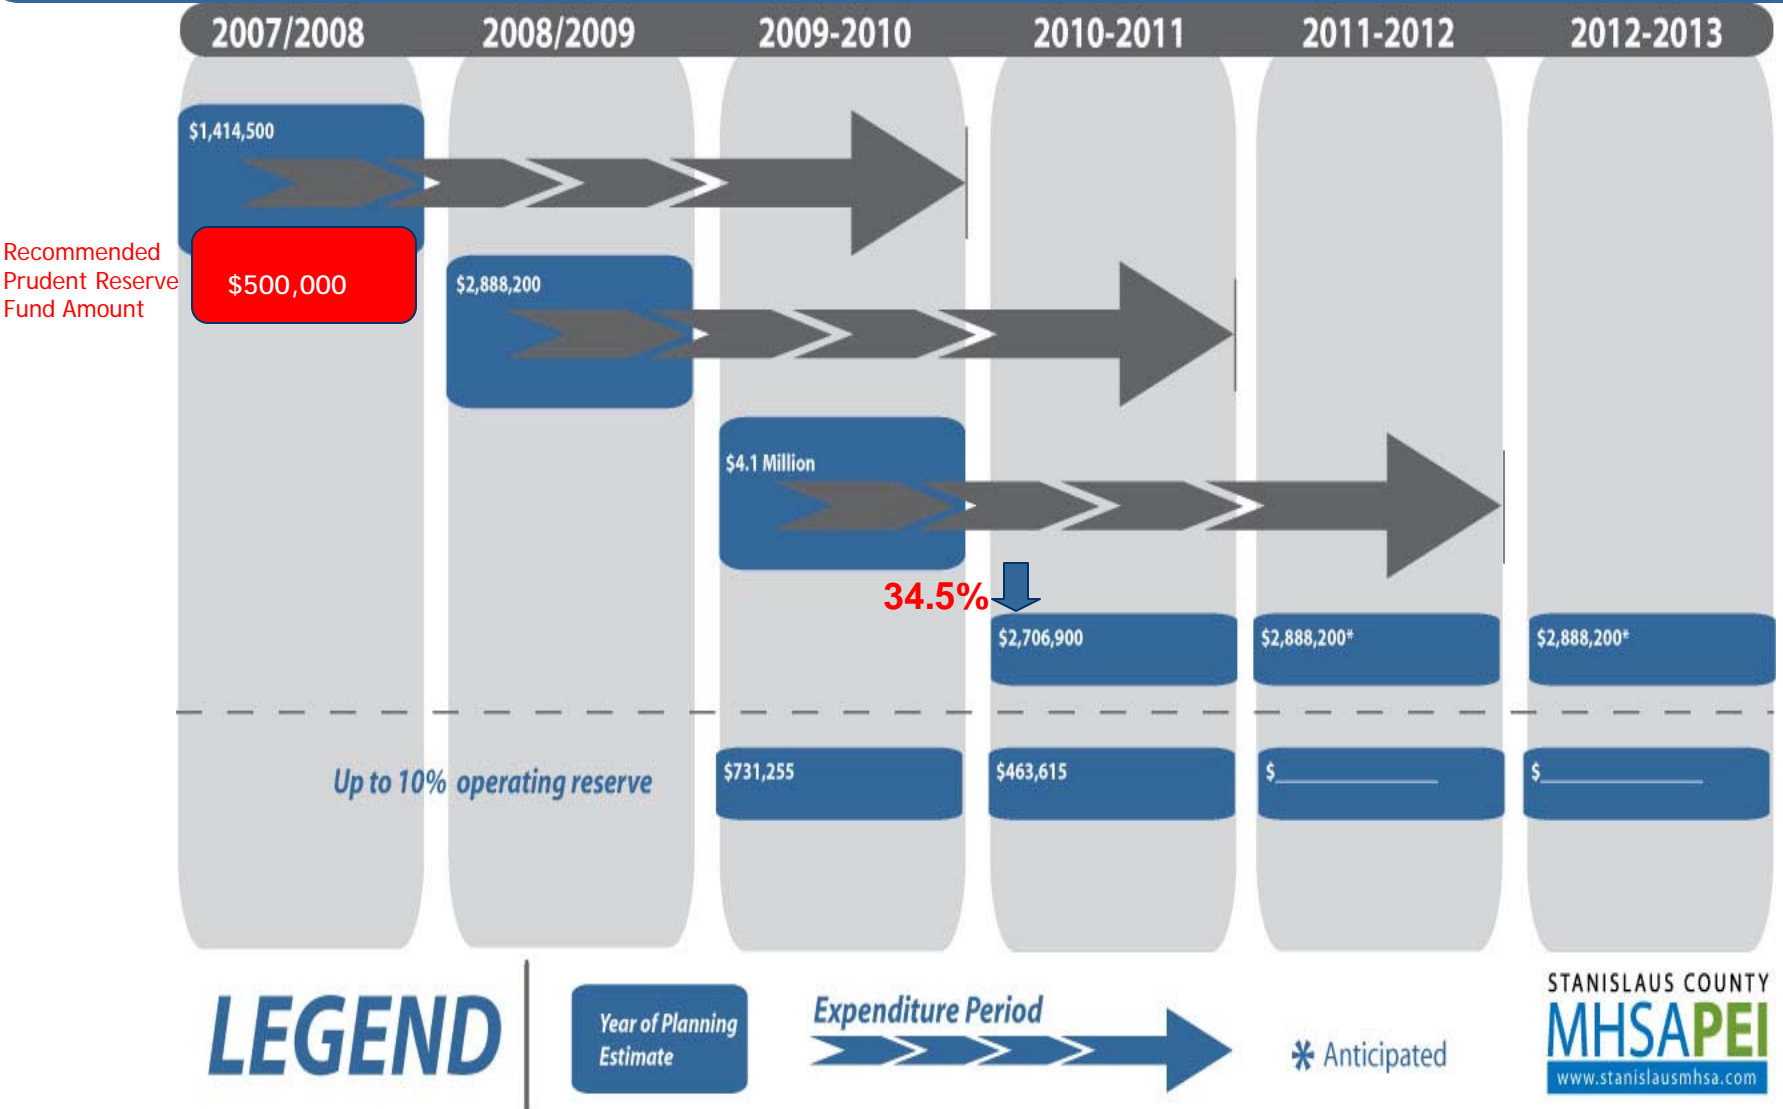 2007/2008
2008/2009
2009-2010
2010-2011
2011-2012
2012-2013
$1,414,500
Recommended
Prudent Reserve
Fund Amount
$500,000
$2,888,200
$4.1 Million
34.5%
$2,706,900
$2,888,200*
$2,888,200*
Up to 10% operating reserve
$731,255
$463,615
$_______________
$_______________
LEGEND
Year of Planning
Estimate
Expenditure Period
* Anticipated
STANISLAUS COUNTY
MHSAPEI
www.stanislausmhsa.com